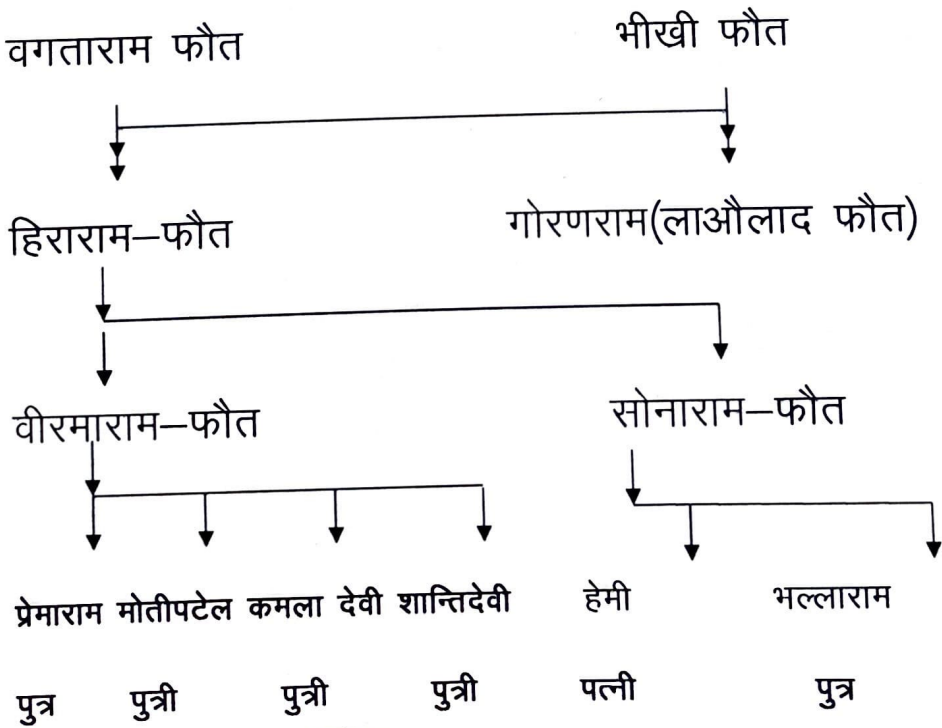 वगताराम फौत भीखी फौत
हिराराम–फौत गोरणराम(लाऔलाद फौत)
वीरमाराम–फौत सोनाराम–फौत
प्रेमाराम मोतीपटेल कमला देवी शान्तिदेवी हेमी भल्लाराम
पुत्र पुत्री पुत्री पुत्री पत्नी पुत्र